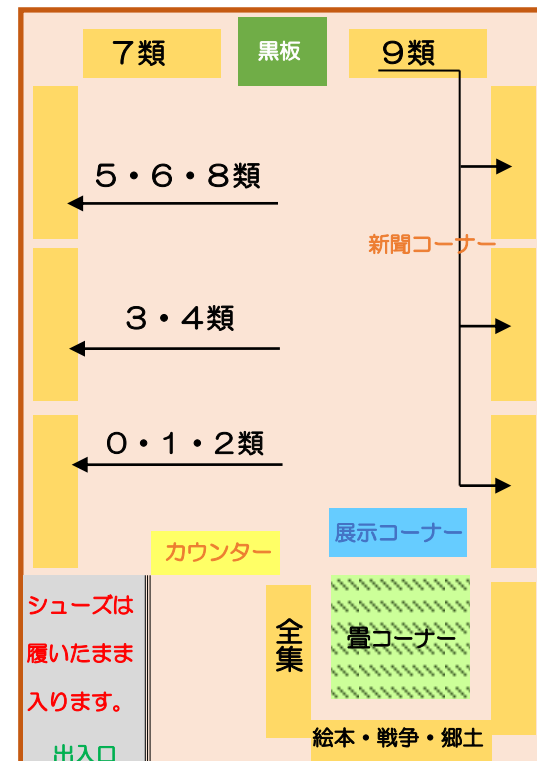 ７類
黒板
９類
５・６・８類
新聞コーナー
３・４類
０・１・２類
展示コーナー
カウンター
シューズは
履いたまま
入ります。
出入口
全集
畳コーナー
絵本・戦争・郷土